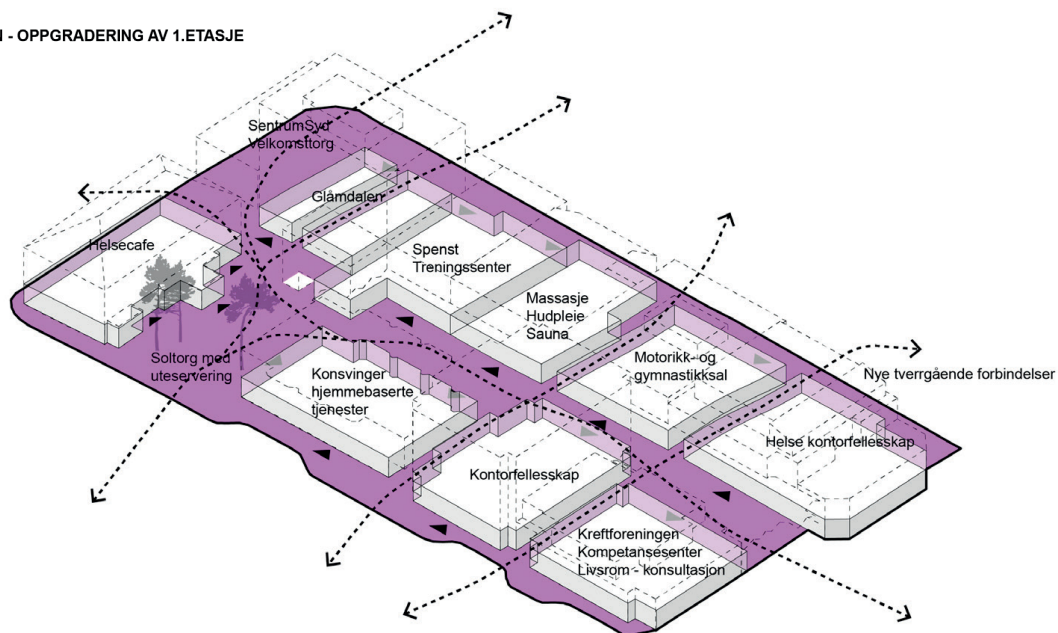 - OPPGRADERING AV 1.ETASJE
SentrumSyd
Velkomsttorg
Glåmdalen
Helsecafe
Spenst
Treningssenter
Massasje
Hudpleie
Sauna
Soltorg med
uteservering
Konsvinger
hjemmebaserte
tjenester
Motorikk- og
gymnastikksal
Nye tverrgående forbindelser
Helse kontorfellesskap
Kontorfellesskap
Kreftforeningen
Kompetansesenter
Livsrom - konsultasjon